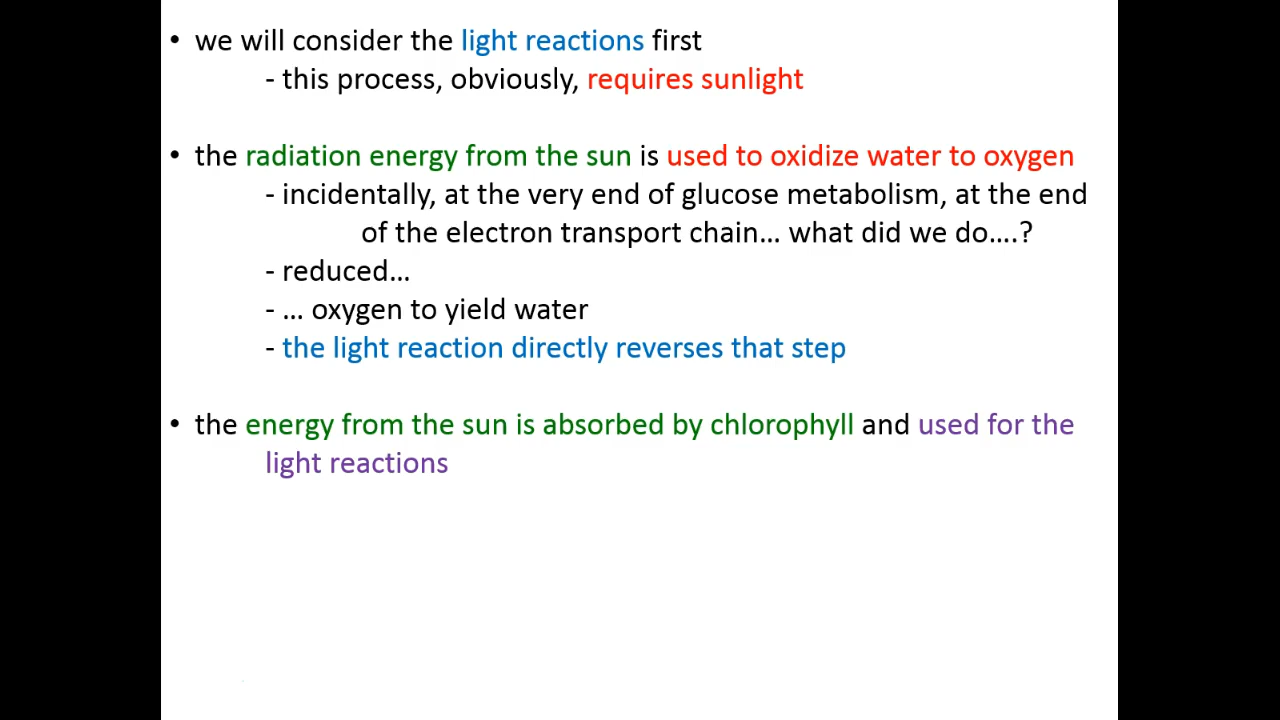 • we will consider the light reactions first
- this process, obviously, requires sunlight
• the radiation energy from the sun is used to oxidize water to oxygen
- incidentally, at the very end of glucose metabolism, at the end
of the electron transport chain... what did we do....?
- reduced...
- ... oxygen to yield water
- the light reaction directly reverses that step
• the energy from the sun is absorbed by chlorophyll and used for the
light reactions